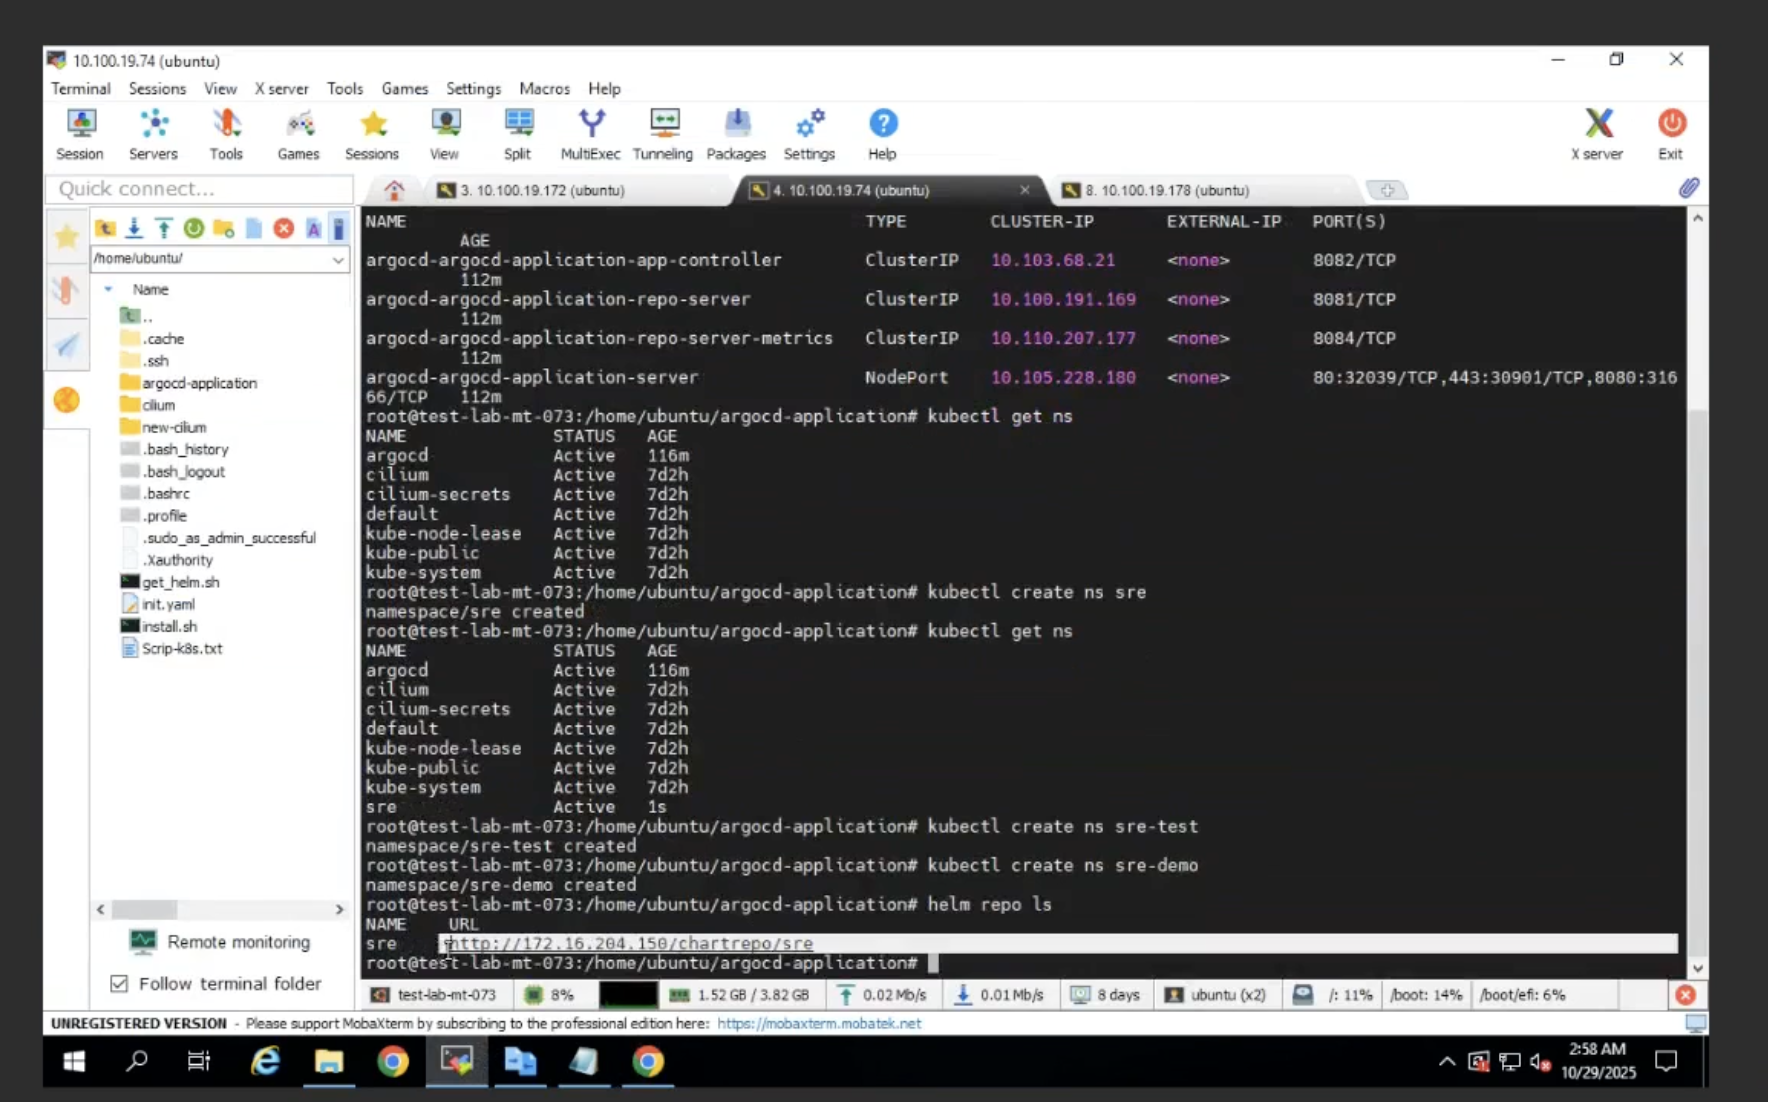 10.100.19.74 (ubuntu)
Terminal Sessions View X server Tools Games Settings Macros Help
Session Servers Tools Games Sessions View Split MultiExec Tunneling Packages Settings Help X server Exit
Quick connect...
3. 10.100.19.172 (ubuntu) 4. 10.100.19.74 (ubuntu) 8. 10.100.19.178 (ubuntu)
/home/ubuntu/
Name
..
.cache
.ssh
argocd-application
cilium
new-cilium
.bash_history
.bash_logout
.bashrc
.profile
.sudo_as_admin_successful
.Xauthority
get_helm.sh
init.yaml
install.sh
Scrip-k8s.txt
Remote monitoring
Follow terminal folder
NAME TYPE CLUSTER-IP EXTERNAL-IP PORT(S)
AGE
argocd-argocd-application-app-controller ClusterIP 10.103.68.21 <none> 8082/TCP
112m
argocd-argocd-application-repo-server ClusterIP 10.100.191.169 <none> 8081/TCP
112m
argocd-argocd-application-repo-server-metrics ClusterIP 10.110.207.177 <none> 8084/TCP
112m
argocd-argocd-application-server NodePort 10.105.228.180 <none> 80:32039/TCP,443:30901/TCP,8080:316
66/TCP 112m
root@test-lab-mt-073:/home/ubuntu/argocd-application# kubectl get ns
NAME STATUS AGE
argocd Active 116m
cilium Active 7d2h
cilium-secrets Active 7d2h
default Active 7d2h
kube-node-lease Active 7d2h
kube-public Active 7d2h
kube-system Active 7d2h
root@test-lab-mt-073:/home/ubuntu/argocd-application# kubectl create ns sre
namespace/sre created
root@test-lab-mt-073:/home/ubuntu/argocd-application# kubectl get ns
NAME STATUS AGE
argocd Active 116m
cilium Active 7d2h
cilium-secrets Active 7d2h
default Active 7d2h
kube-node-lease Active 7d2h
kube-public Active 7d2h
kube-system Active 7d2h
sre Active 1s
root@test-lab-mt-073:/home/ubuntu/argocd-application# kubectl create ns sre-test
namespace/sre-test created
root@test-lab-mt-073:/home/ubuntu/argocd-application# kubectl create ns sre-demo
namespace/sre-demo created
root@test-lab-mt-073:/home/ubuntu/argocd-application# helm repo ls
NAME URL
sre http://172.16.204.150/chartrepo/sre
root@test-lab-mt-073:/home/ubuntu/argocd-application#
test-lab-mt-073 8% 1.52 GB / 3.82 GB 0.02 Mb/s 0.01 Mb/s 8 days ubuntu (x2) /: 11% /boot: 14% /boot/efi: 6%
UNREGISTERED VERSION - Please support MobaXterm by subscribing to the professional edition here: https://mobaxterm.mobatek.net
2:58 AM
10/29/2025